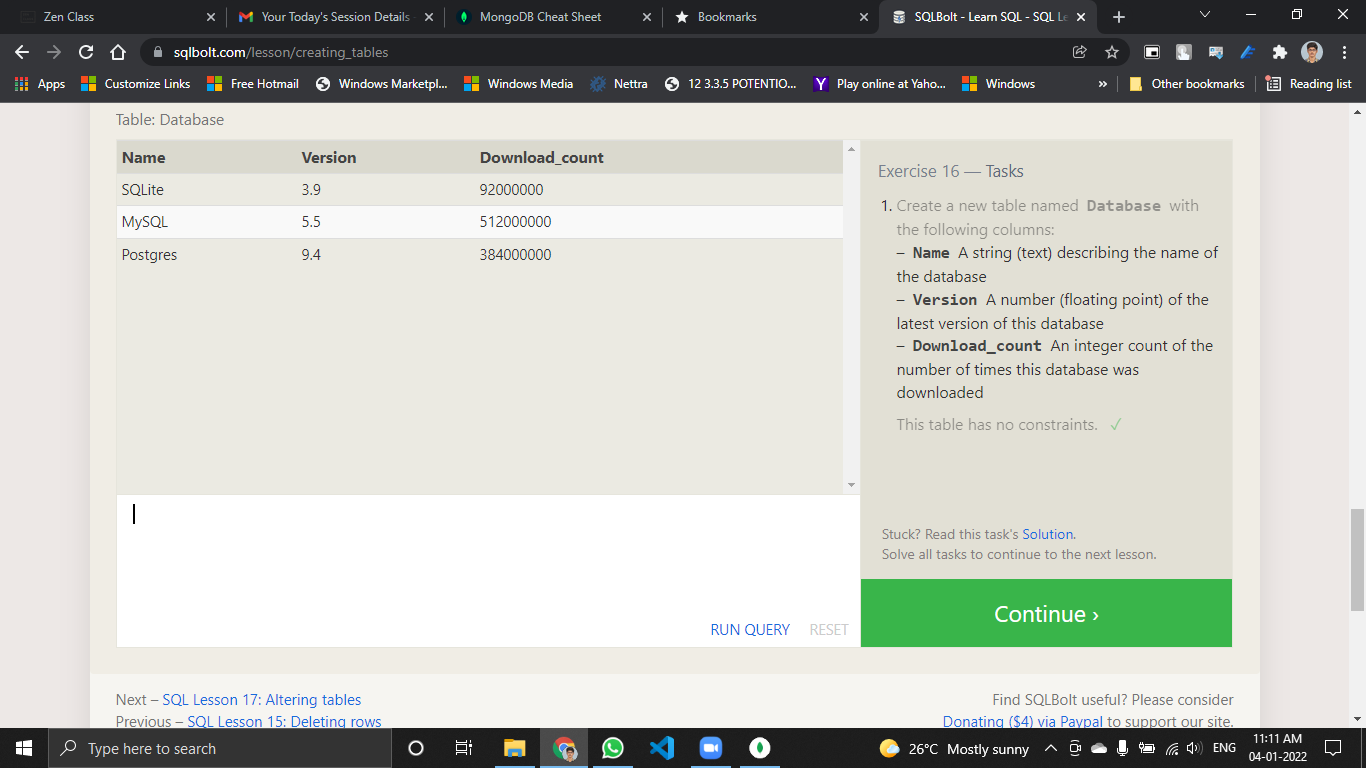 Zen Class
Your Today's Session Details
MongoDB Cheat Sheet
Bookmarks
SQLBolt - Learn SQL - SQL Le
sqlbolt.com/lesson/creating_tables
Apps
Customize Links
Free Hotmail
Windows Marketpl...
Windows Media
Nettra
12 3.3.5 POTENTIO...
Play online at Yaho...
Windows
»
Other bookmarks
Reading list
Table: Database
Name Version Download_count
SQLite 3.9 92000000
MySQL 5.5 512000000
Postgres 9.4 384000000
RUN QUERY RESET
Exercise 16 — Tasks
1. Create a new table named Database with
the following columns:
– Name A string (text) describing the name of
the database
– Version A number (floating point) of the
latest version of this database
– Download_count An integer count of the
number of times this database was
downloaded
This table has no constraints. ✓
Stuck? Read this task's Solution.
Solve all tasks to continue to the next lesson.
Continue ›
Next – SQL Lesson 17: Altering tables
Previous – SQL Lesson 15: Deleting rows
Find SQLBolt useful? Please consider
Donating ($4) via Paypal to support our site.
Type here to search
26°C Mostly sunny
ENG
11:11 AM
04-01-2022